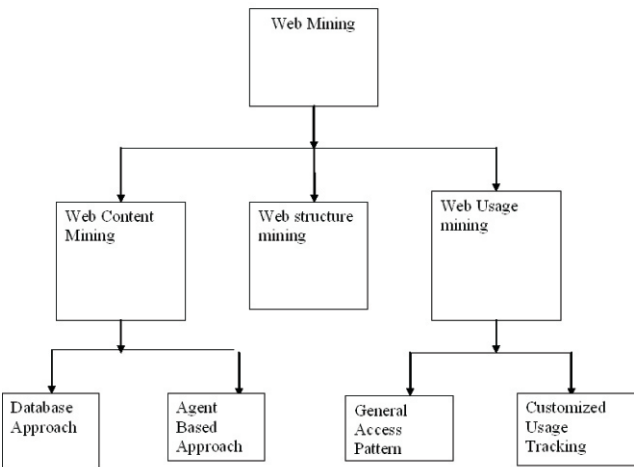 Web Mining
Web Content
Mining
Web structure
mining
Web Usage
mining
Database
Approach
Agent
Based
Approach
General
Access
Pattern
Customized
Usage
Tracking